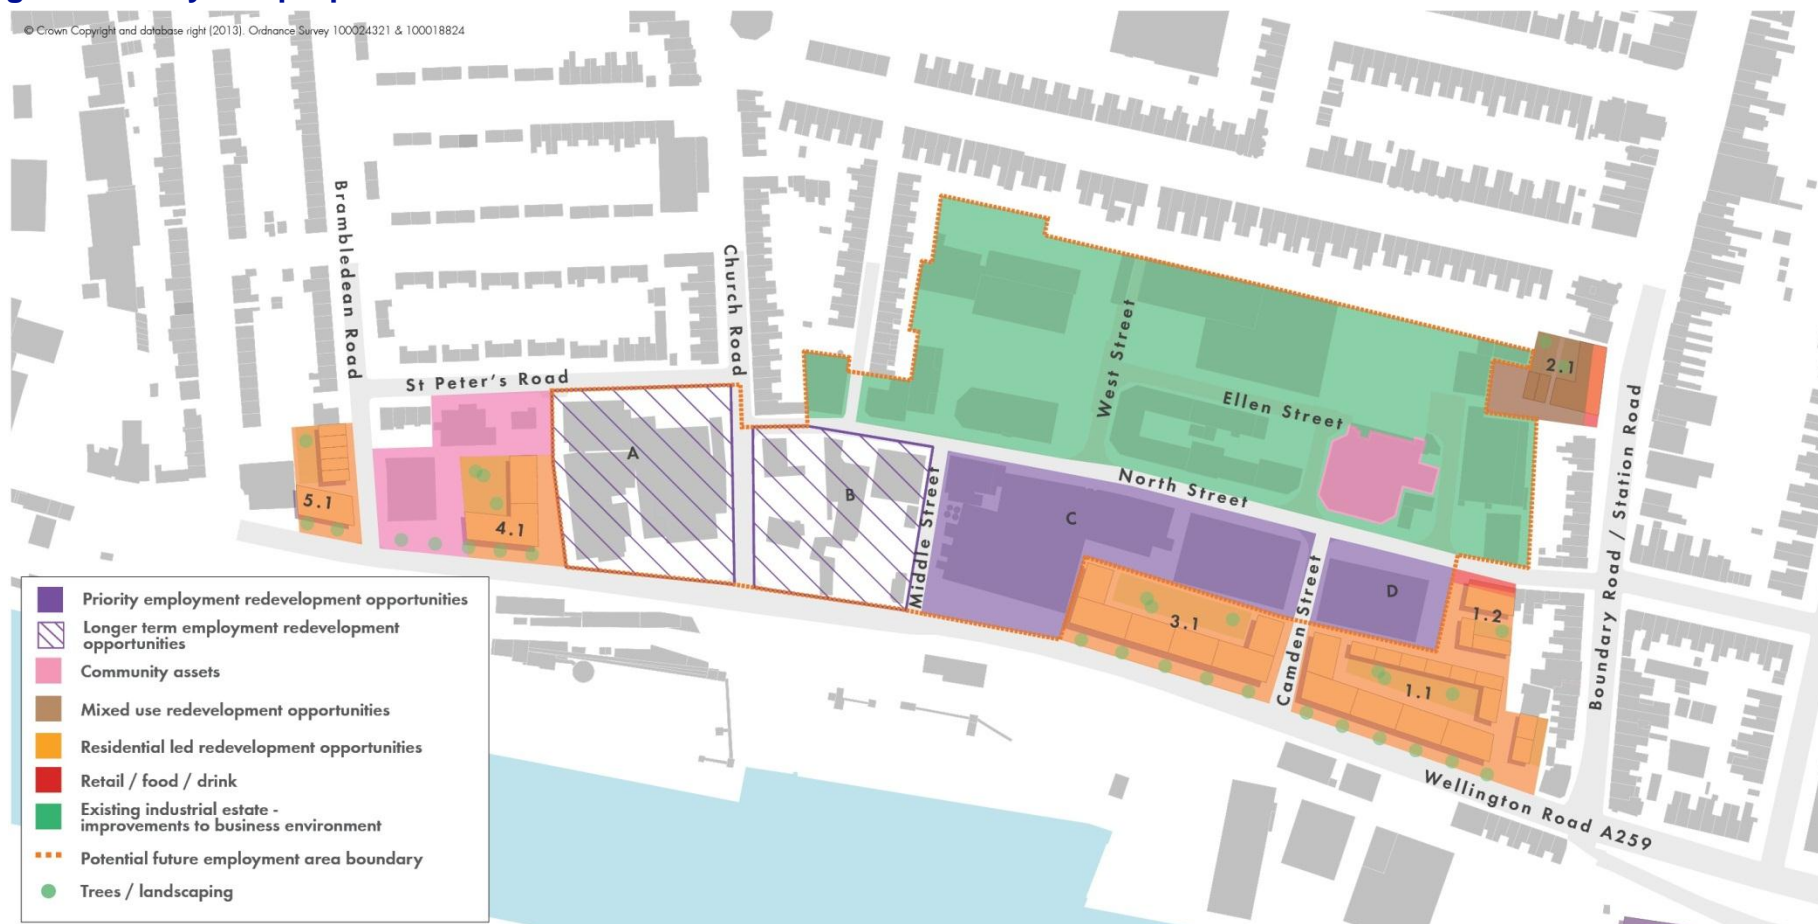 © Crown Copyright and database right (2013). Ordnance Survey 100024321 & 100018824
Brambledean Road
St Peter's Road
Church Road
West Street
Ellen Street
North Street
Middle Street
Camden Street
Boundary Road / Station Road
Wellington Road A259
2.1
A
B
C
D
5.1
4.1
3.1
1.2
1.1
Priority employment redevelopment opportunities
Longer term employment redevelopment
opportunities
Community assets
Mixed use redevelopment opportunities
Residential led redevelopment opportunities
Retail / food / drink
Existing industrial estate -
improvements to business environment
Potential future employment area boundary
Trees / landscaping